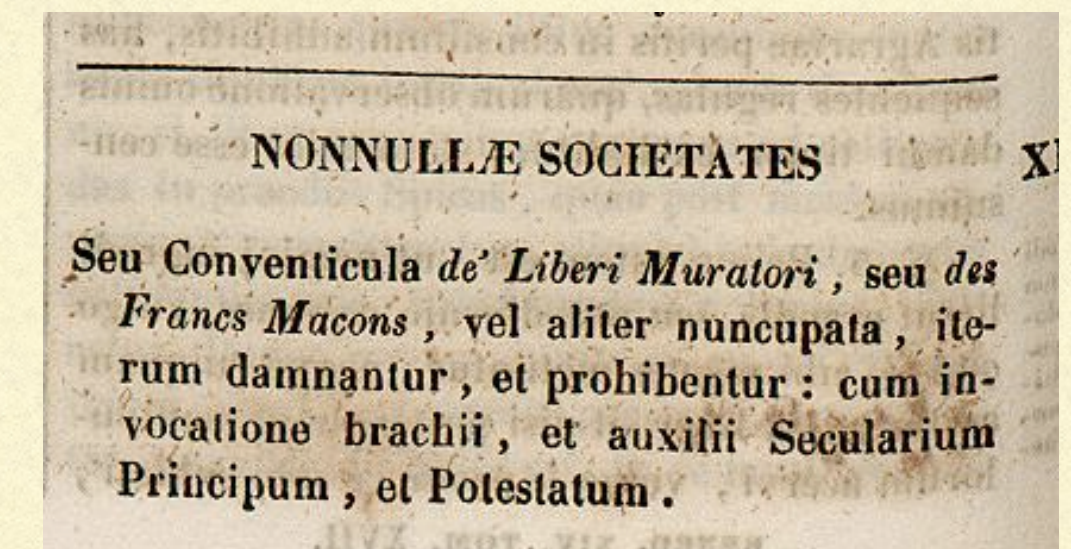 NONNULLÆ SOCIETATES
Seu Conventicula de' Liberi Muratori, seu des
Francs Macons, vel aliter nuncupata, ite-
rum damnantur, et prohibentur: cum in-
vocatione brachii, et auxilii Secularium
Principum, et Potestatum.